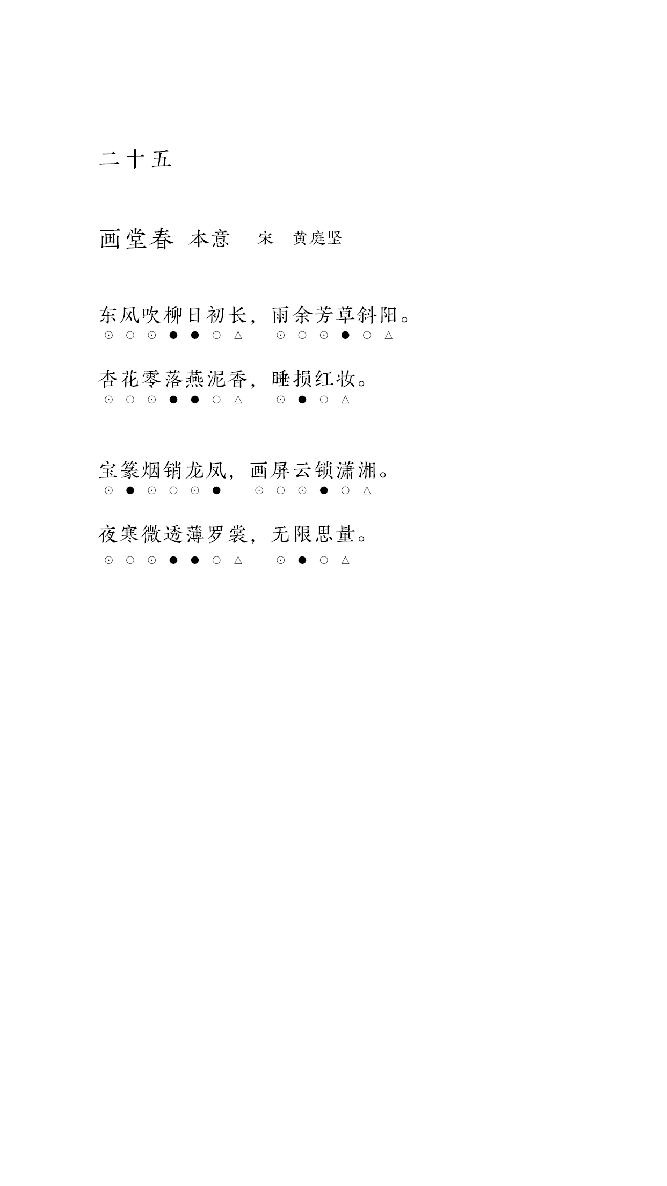 二十五
画堂春 本意 宋 黄庭坚
东风吹柳日初长，雨余芳草斜阳。
⊙○⊙●●○△ ⊙○⊙●○△
杏花零落燕泥香，睡损红妆。
⊙○⊙●●○△ ⊙●○△
宝篆烟销龙凤，画屏云锁潇湘。
⊙●⊙○⊙● ⊙○⊙●○△
夜寒微透薄罗裳，无限思量。
⊙○⊙●●○△ ⊙●○△